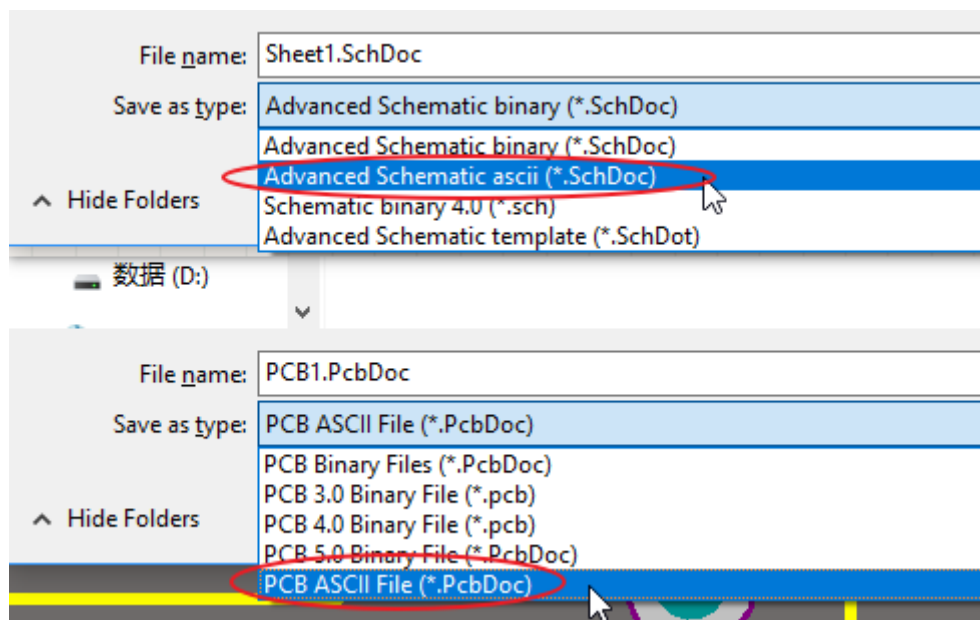 File name: Sheet1.SchDoc
Save as type: Advanced Schematic binary (*.SchDoc)
Advanced Schematic binary (*.SchDoc)
Advanced Schematic ascii (*.SchDoc)
Hide Folders
Schematic binary 4.0 (*.sch)
Advanced Schematic template (*.SchDot)
数据 (D:)
File name: PCB1.PcbDoc
Save as type: PCB ASCII File (*.PcbDoc)
PCB Binary Files (*.PcbDoc)
PCB 3.0 Binary File (*.pcb)
Hide Folders
PCB 4.0 Binary File (*.pcb)
PCB 5.0 Binary File (*.PcbDoc)
PCB ASCII File (*.PcbDoc)